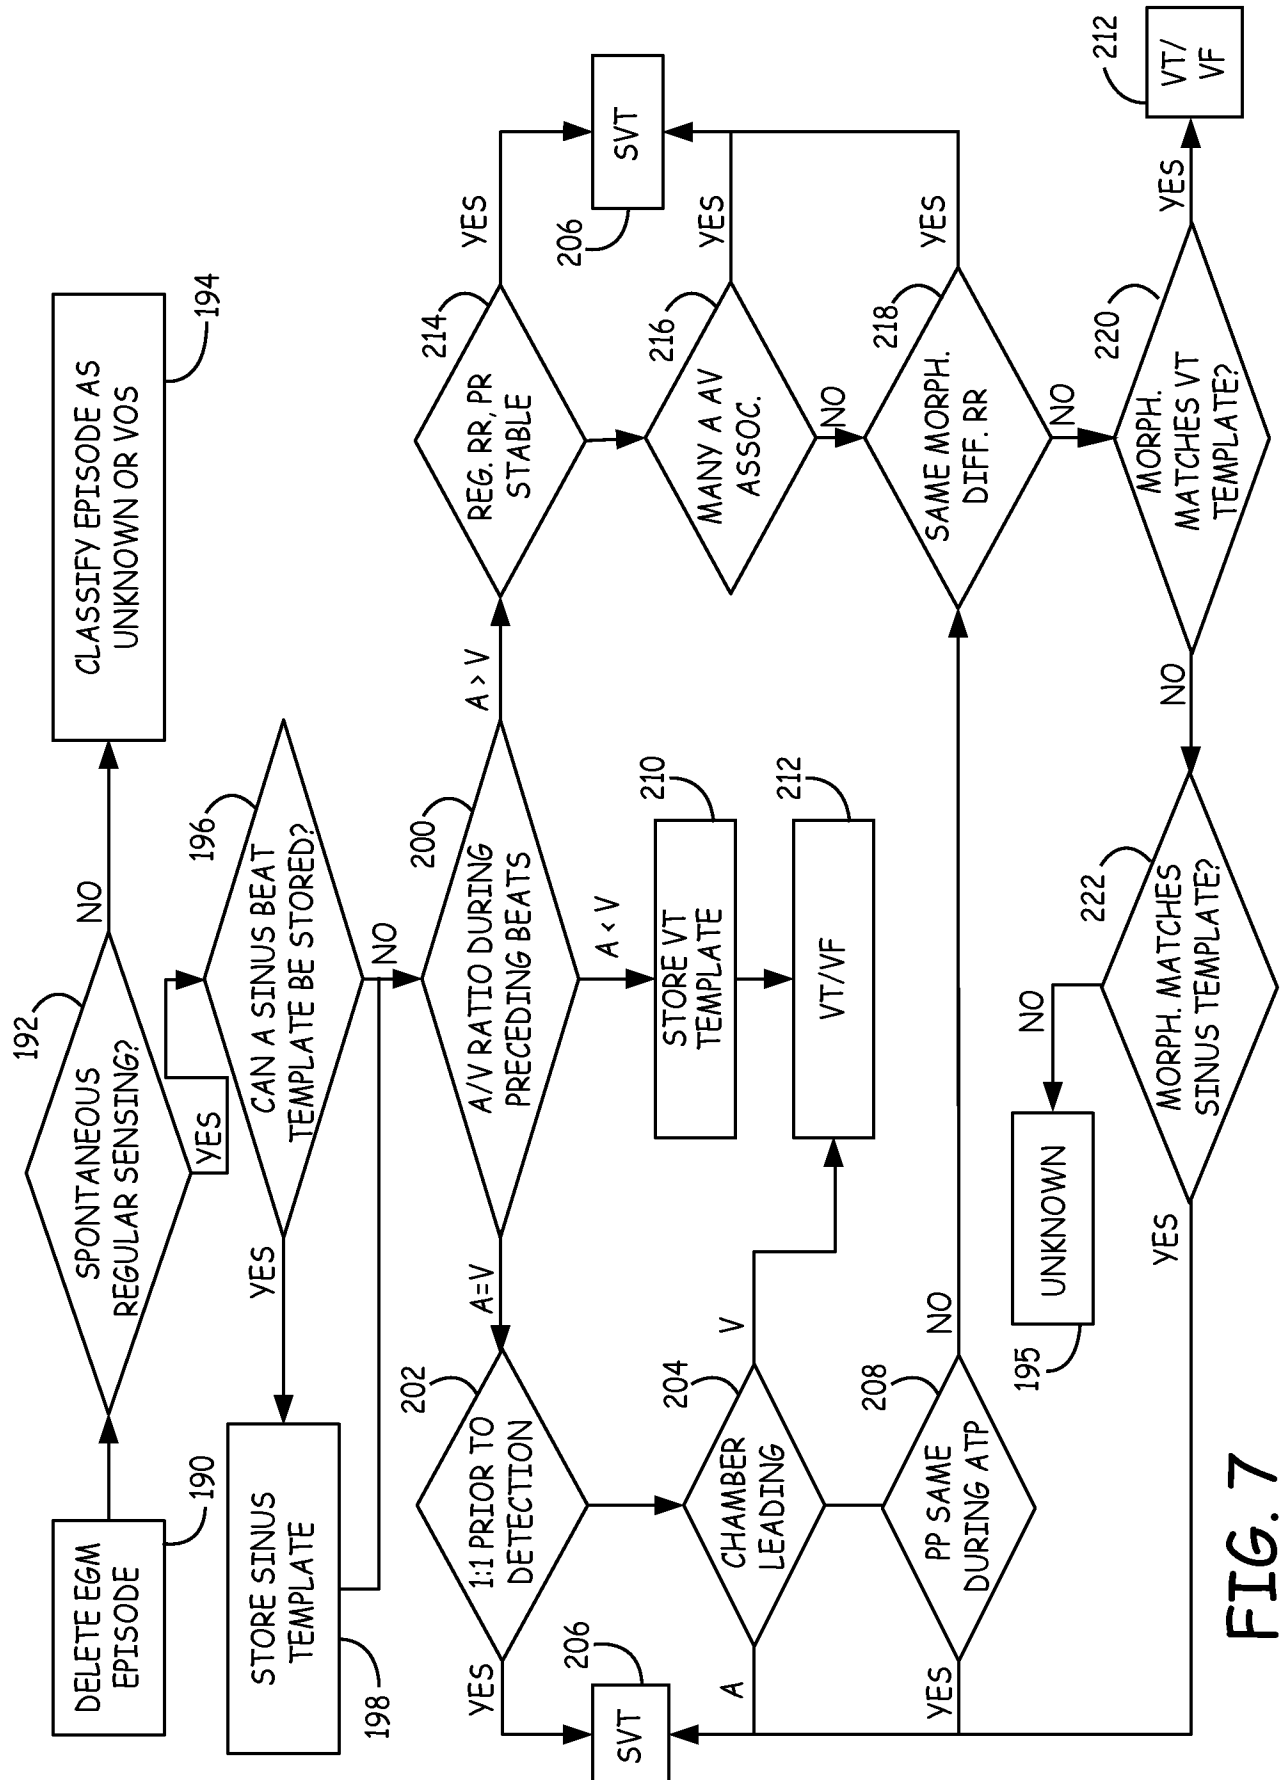 DELETE EGM
EPISODE
190
SPONTANEOUS
REGULAR SENSING?
192
NO
YES
CLASSIFY EPISODE AS
UNKNOWN OR VOS
194
CAN A SINUS BEAT
TEMPLATE BE STORED?
196
YES
NO
STORE SINUS
TEMPLATE
198
A/V RATIO DURING
PRECEDING BEATS
200
A=V
A < V
A > V
1:1 PRIOR TO
DETECTION
202
YES
SVT
206
CHAMBER
LEADING
204
A
V
PP SAME
DURING ATP
208
YES
NO
STORE VT
TEMPLATE
210
VT/VF
212
REG. RR, PR
STABLE
214
YES
SVT
206
MANY A AV
ASSOC.
216
YES
NO
SAME MORPH.
DIFF. RR
218
YES
NO
MORPH.
MATCHES VT
TEMPLATE?
220
YES
NO
VT/
VF
212
MORPH. MATCHES
SINUS TEMPLATE?
222
NO
YES
UNKNOWN
195
FIG. 7